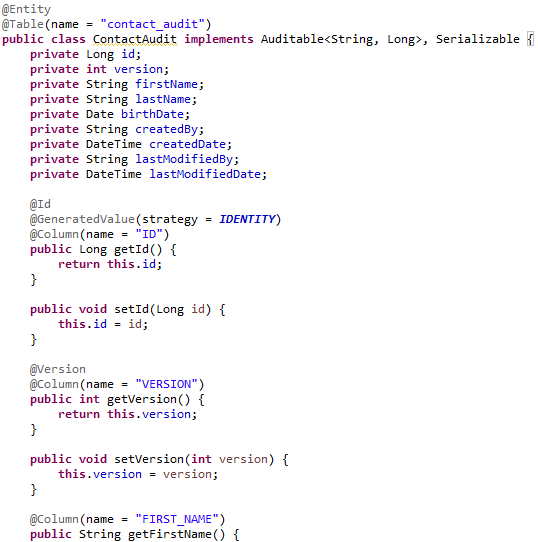 @Entity
@Table(name = "contact_audit")
public class ContactAudit implements Auditable<String, Long>, Serializable {
    private Long id;
    private int version;
    private String firstName;
    private String lastName;
    private Date birthDate;
    private String createdBy;
    private DateTime createdDate;
    private String lastModifiedBy;
    private DateTime lastModifiedDate;

    @Id
    @GeneratedValue(strategy = IDENTITY)
    @Column(name = "ID")
    public Long getId() {
        return this.id;
    }

    public void setId(Long id) {
        this.id = id;
    }

    @Version
    @Column(name = "VERSION")
    public int getVersion() {
        return this.version;
    }

    public void setVersion(int version) {
        this.version = version;
    }

    @Column(name = "FIRST_NAME")
    public String getFirstName() {